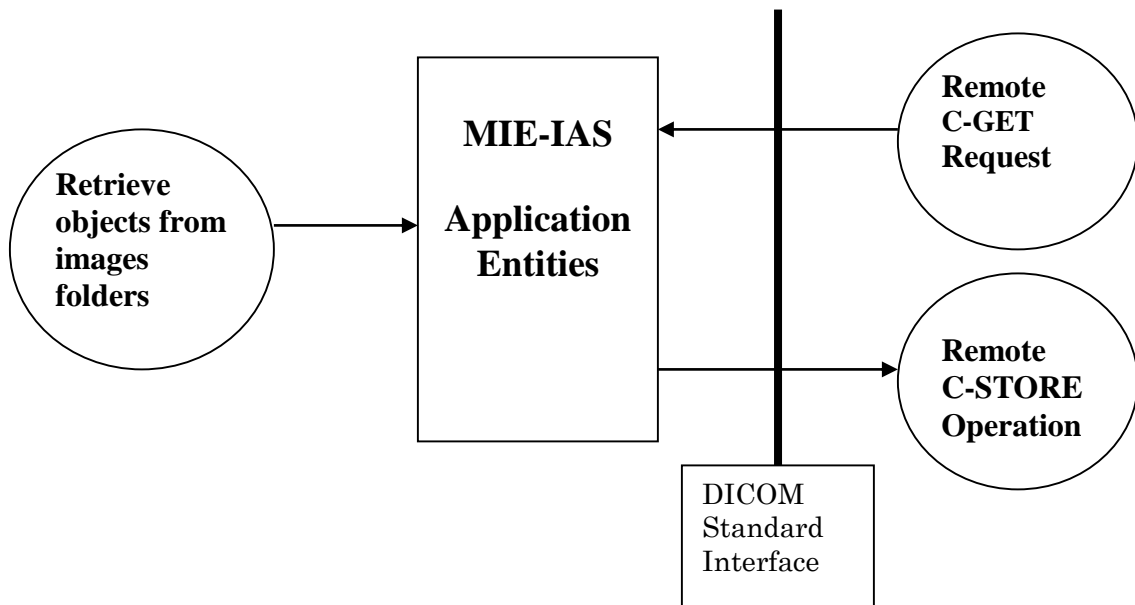 Retrieve
objects from
images
folders
MIE-IAS
Application
Entities
Remote
C-GET
Request
Remote
C-STORE
Operation
DICOM
Standard
Interface